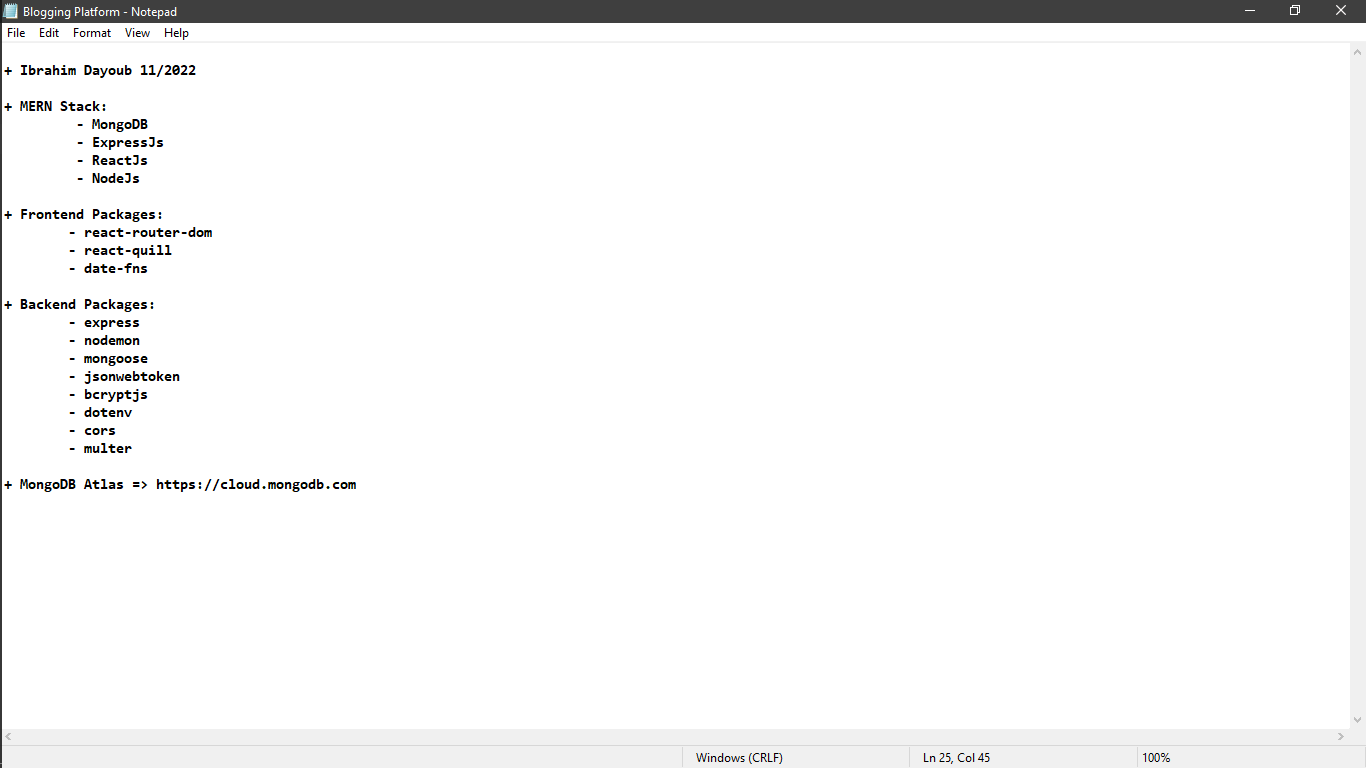 Blogging Platform - Notepad
File Edit Format View Help
+ Ibrahim Dayoub 11/2022
+ MERN Stack:
- MongoDB
- ExpressJs
- ReactJs
- NodeJs
+ Frontend Packages:
- react-router-dom
- react-quill
- date-fns
+ Backend Packages:
- express
- nodemon
- mongoose
- jsonwebtoken
- bcryptjs
- dotenv
- cors
- multer
+ MongoDB Atlas => https://cloud.mongodb.com
Windows (CRLF) Ln 25, Col 45 100%